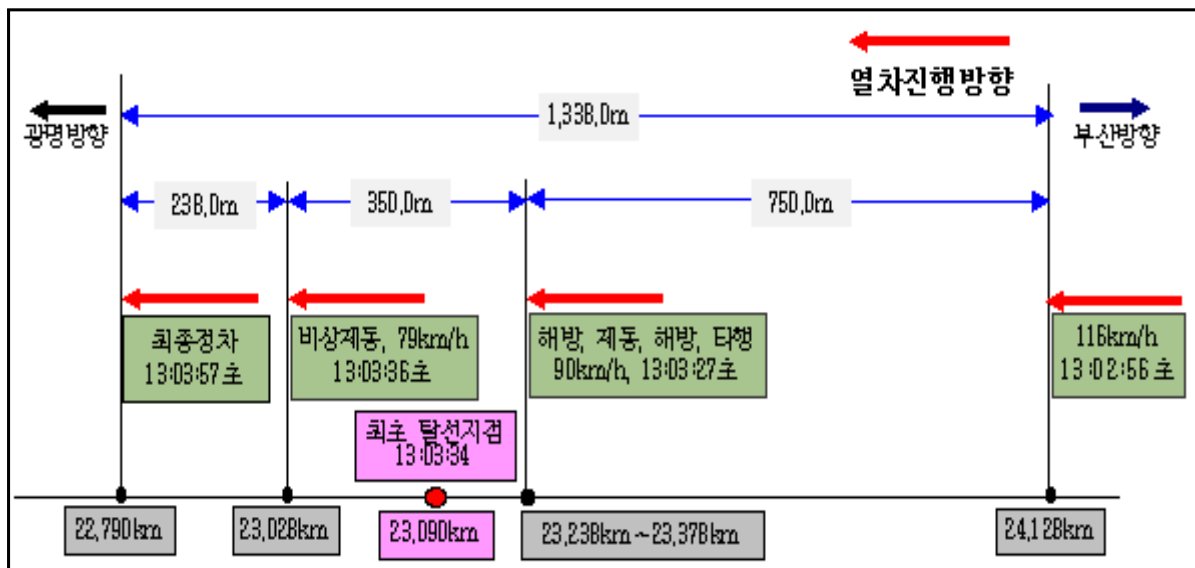 열차진행방향
광명방향
1,338,0m
부산방향
238,0m
350,0m
750,0m
최종정차
13:03:57초
비상제동, 79km/h
13:03:36초
해방, 제동, 해방, 타행
90km/h, 13:03:27초
116km/h
13:02:56초
최초 탈선지점
13:03:34
22,790km
23,028km
23,090km
23,238km ~23,378km
24,128km